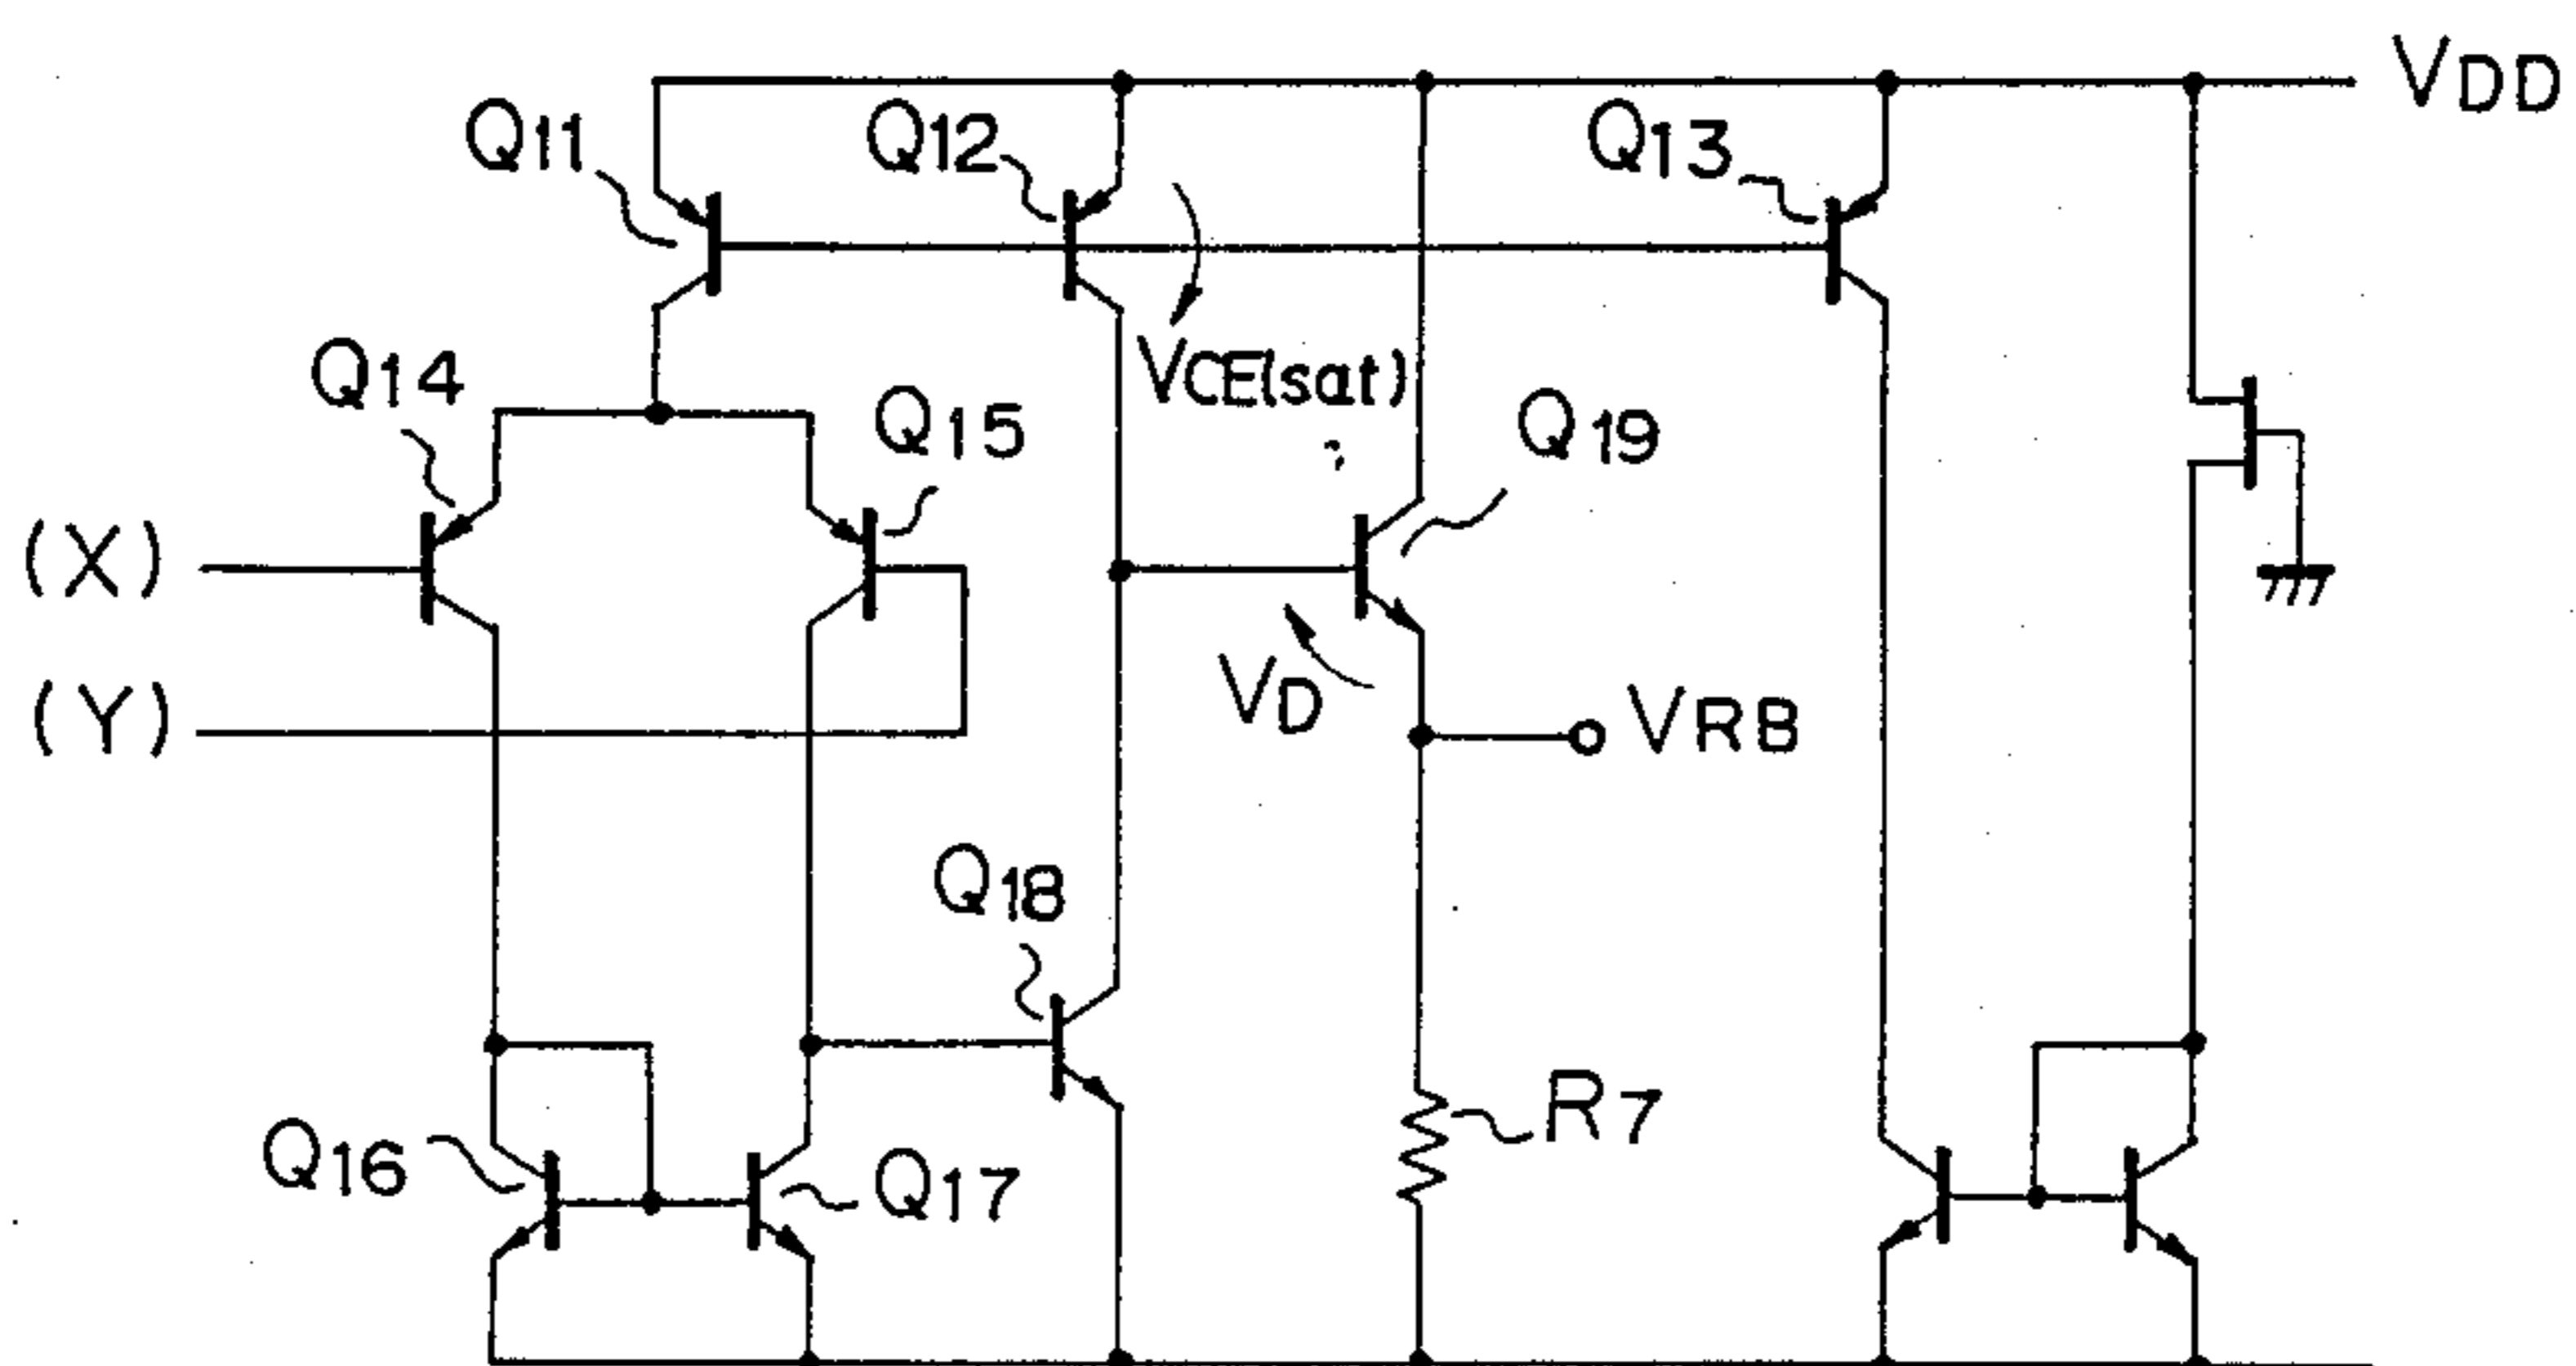 VDD
Q11
Q12
Q13
VCE(sat)
Q14
Q15
Q19
(X)
VD
VRB
(Y)
Q18
R7
Q16
Q17